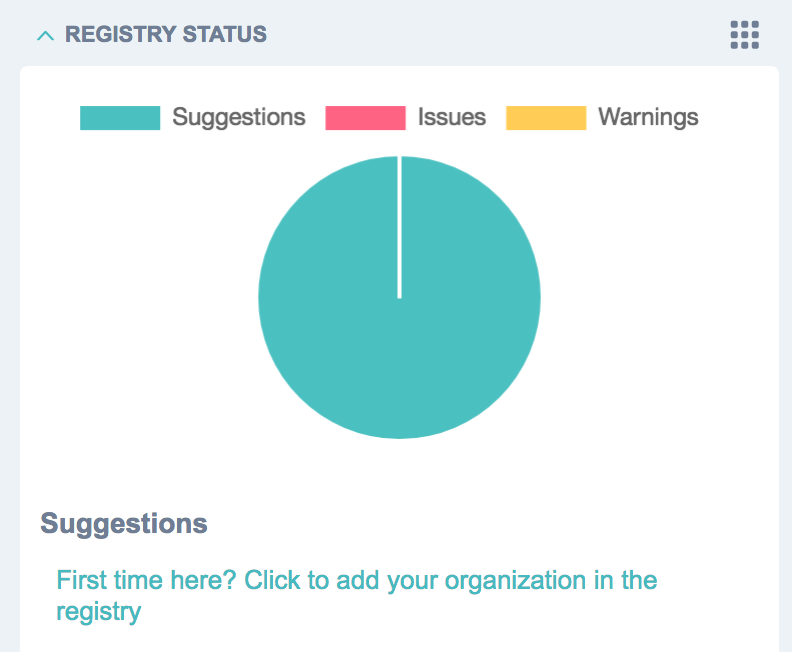 REGISTRY STATUS
Suggestions Issues Warnings
Suggestions
First time here? Click to add your organization in the
registry